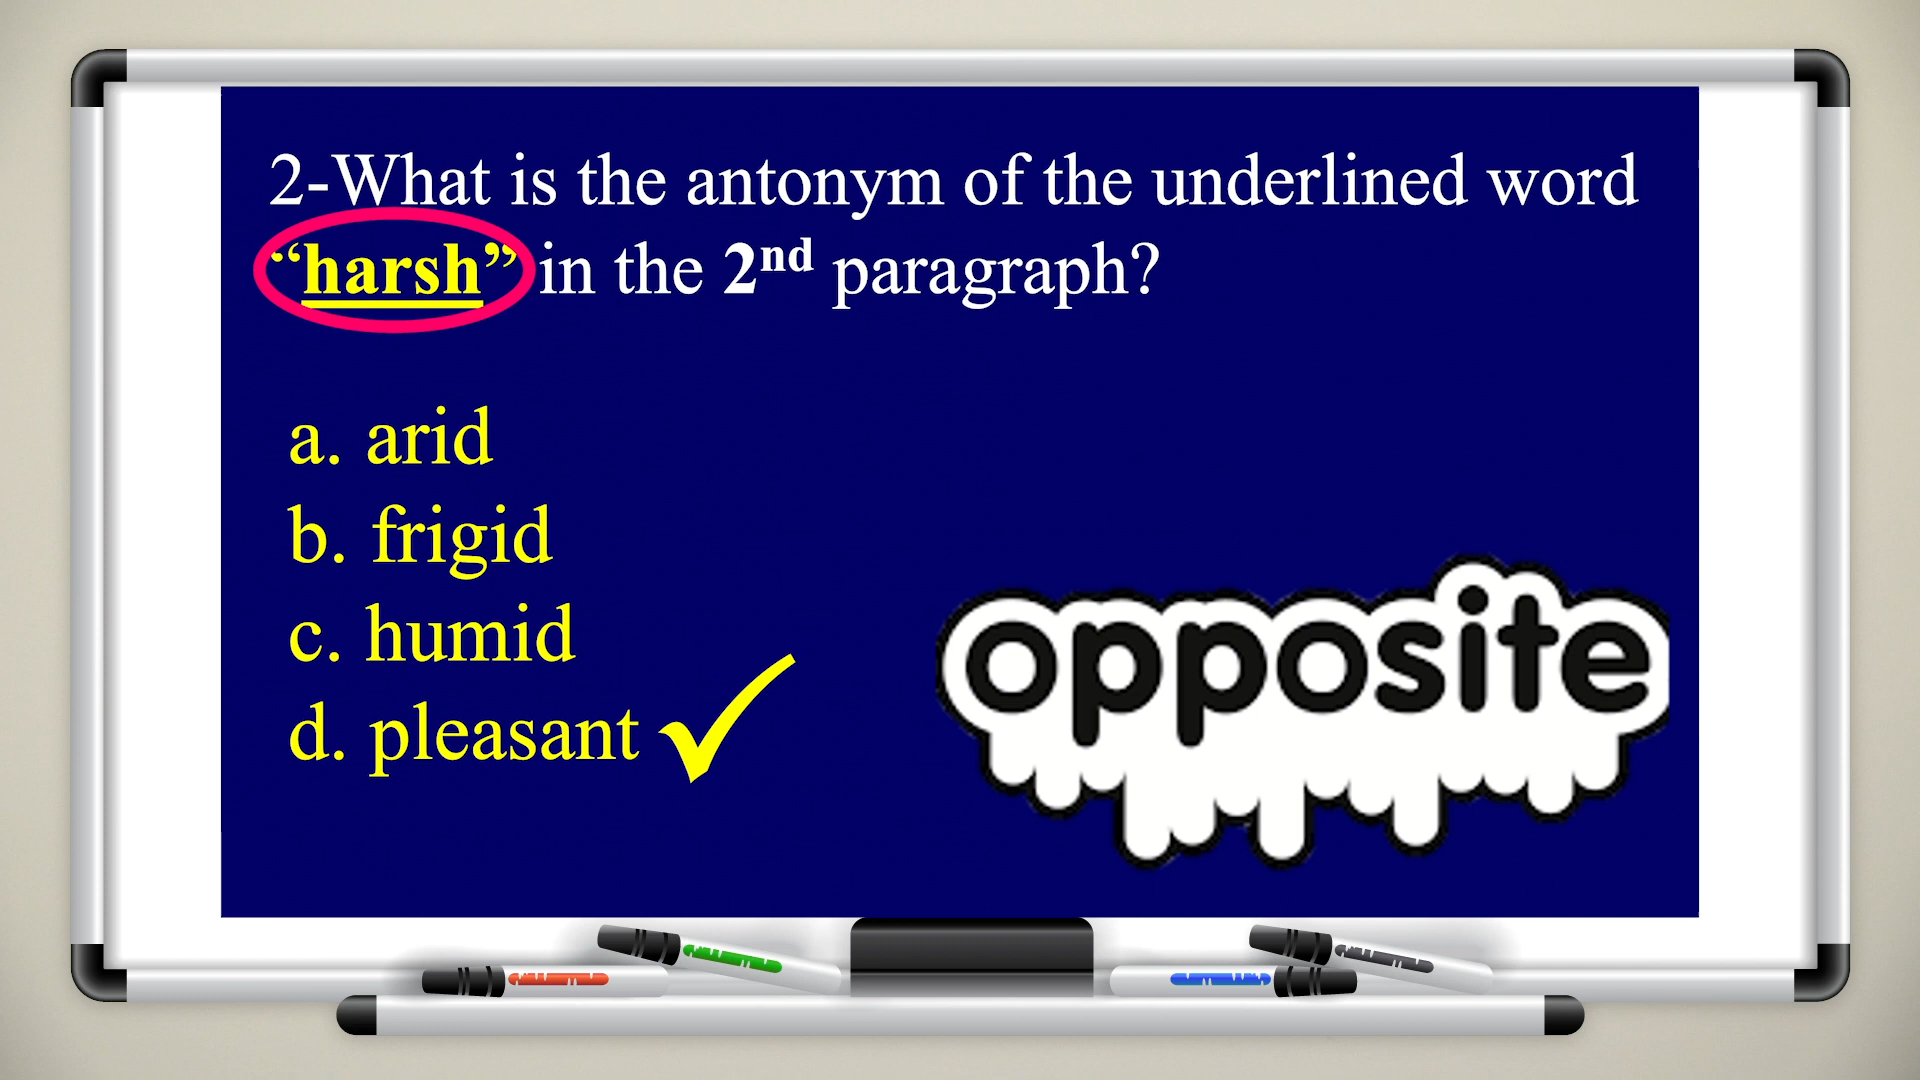 2-What is the antonym of the underlined word
“harsh” in the 2nd paragraph?
a. arid
b. frigid
c. humid
d. pleasant
opposite